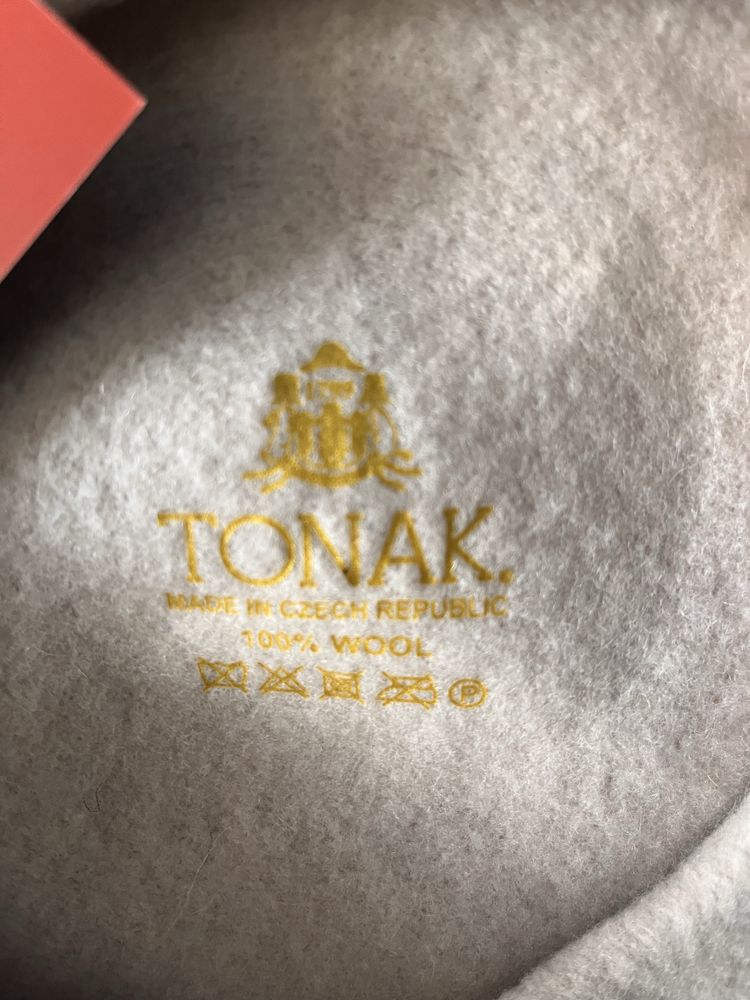 TONAK.
MADE IN CZECH REPUBLIC
100% WOOL
P